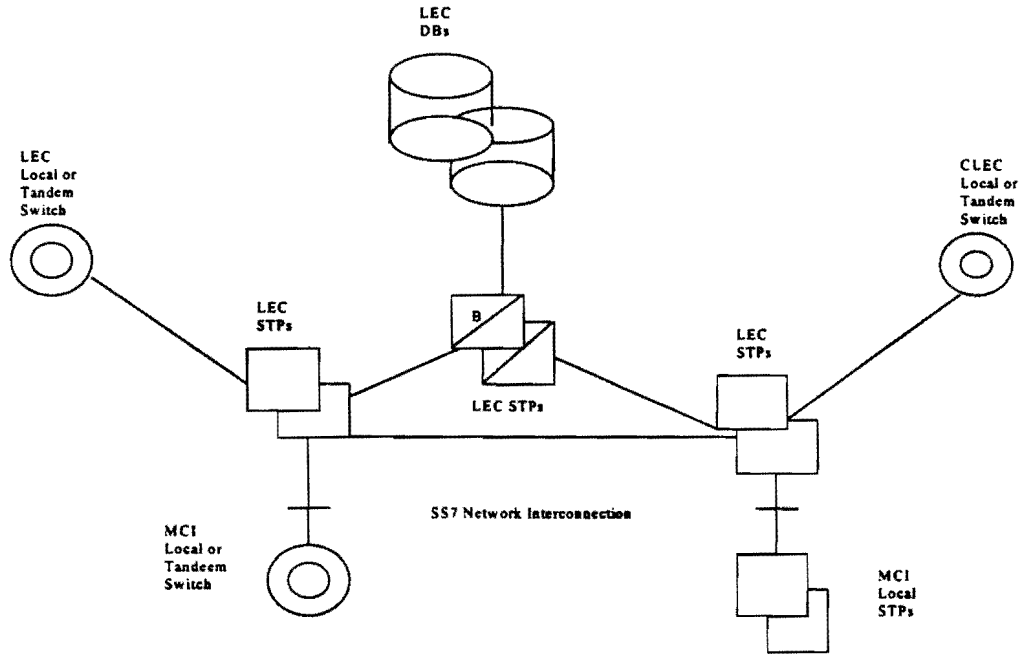 LEC
DBs
LEC
Local or
Tandem
Switch
CLEC
Local or
Tandem
Switch
LEC
STPs
B
LEC
STPs
LEC STPs
SS7 Network Interconnection
MCI
Local or
Tandeem
Switch
MCI
Local
STPs